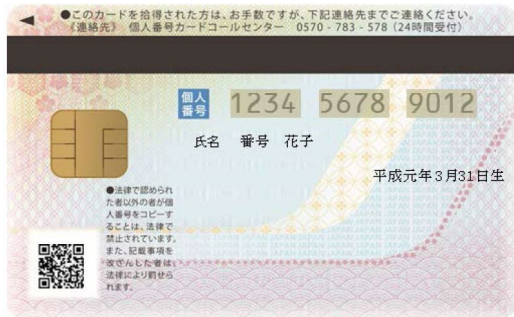 ●このカードを拾得された方は、お手数ですが、下記連絡先までご連絡ください。
《連絡先》 個人番号カードコールセンター 0570-783-578（24時間受付）
個人番号 1234 5678 9012
氏名 番号 花子
平成元年3月31日生
●法律で認められ
た者以外の者が個
人番号をコピーす
ることは、法律で
禁止されています。
また、記載事項を
改ざんした者は、
法律により罰せら
れます。